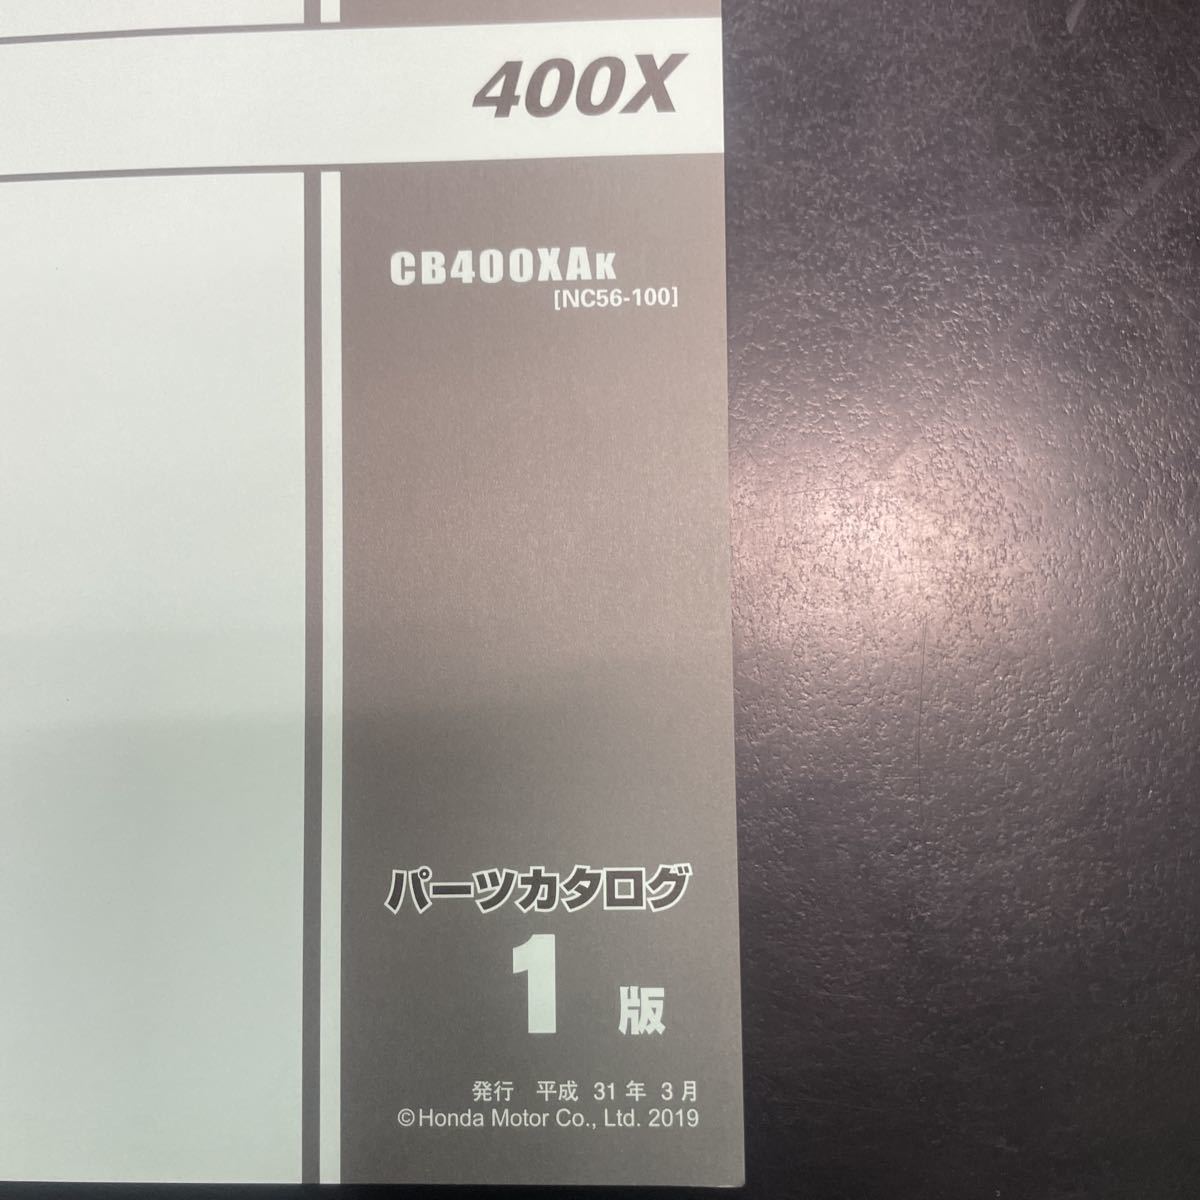 400X
CB400XAK
[NC56-100]
パーツカタログ
1 版
発行 平成 31 年 3 月
©Honda Motor Co., Ltd. 2019